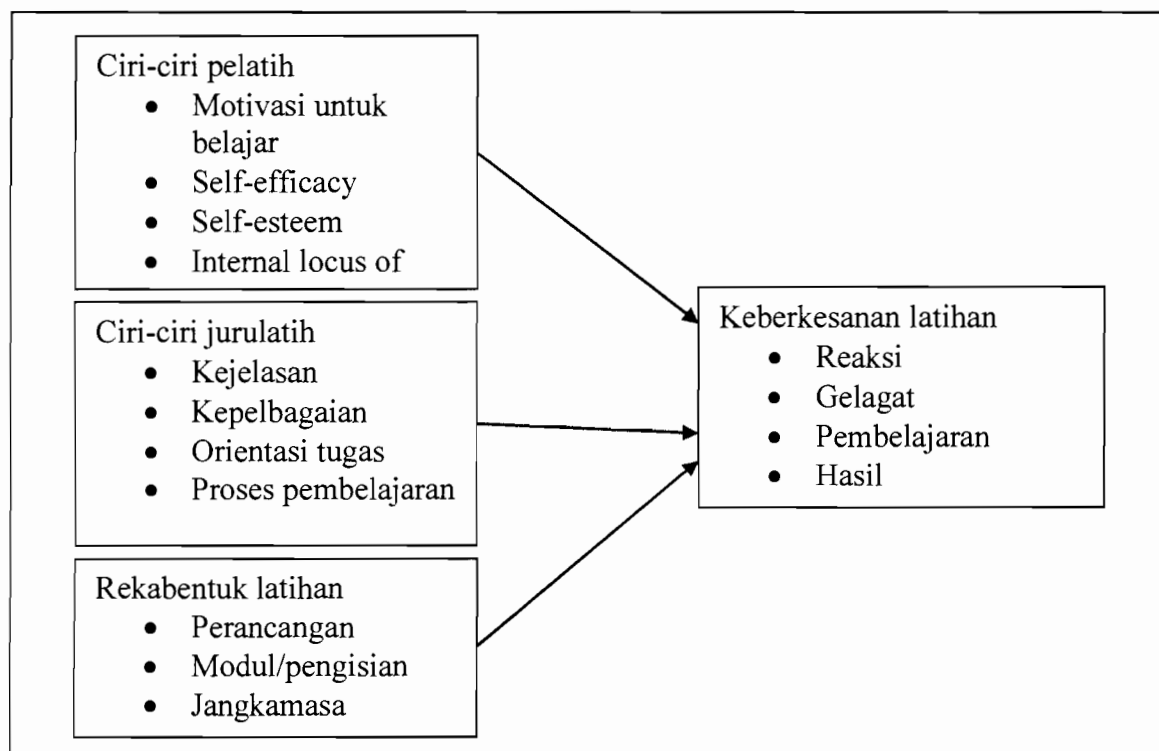 Ciri-ciri pelatih
• Motivasi untuk
belajar
• Self-efficacy
• Self-esteem
• Internal locus of
Ciri-ciri jurulatih
• Kejelasan
• Kepelbagaian
• Orientasi tugas
• Proses pembelajaran
Rekabentuk latihan
• Perancangan
• Modul/pengisian
• Jangkamasa
Keberkesanan latihan
• Reaksi
• Gelagat
• Pembelajaran
• Hasil